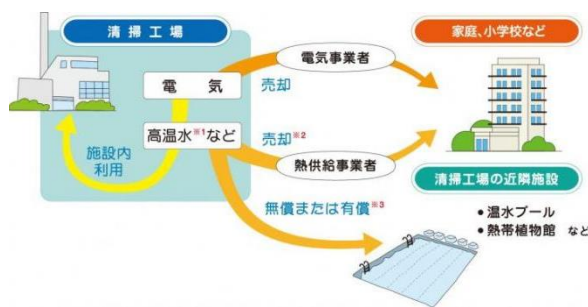 清掃工場
家庭、小学校など
電気事業者
電気
売却
高温水※1など
売却※2
施設内
利用
熱供給事業者
清掃工場の近隣施設
無償または有償※3
●温水プール
●熱帯植物館 など